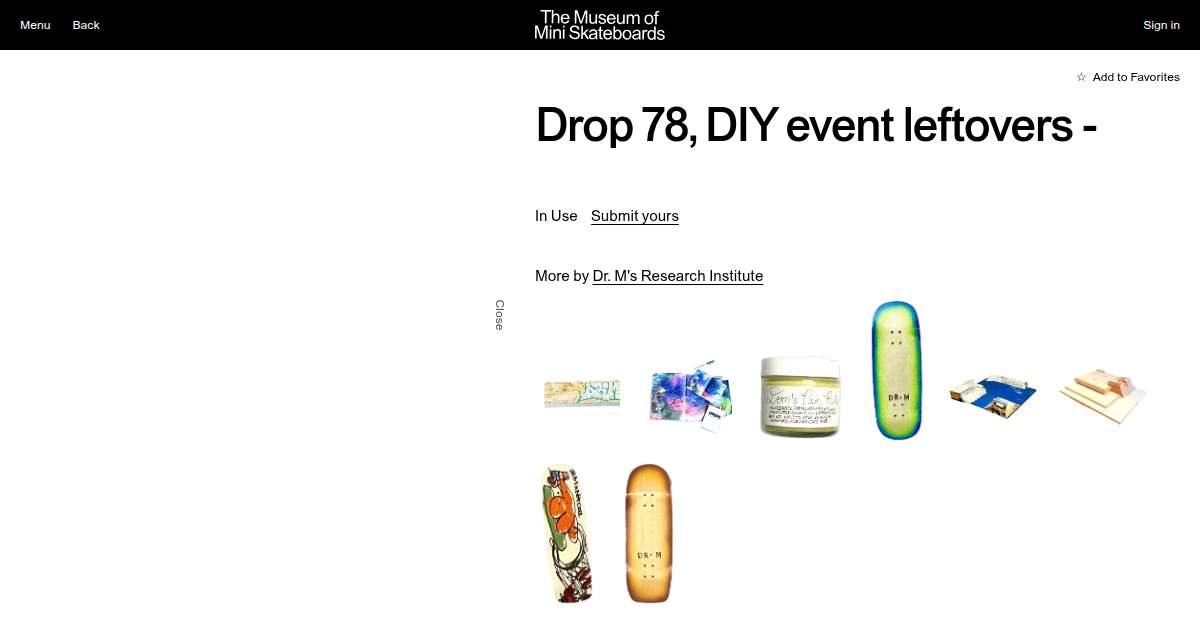 Menu
Back
The Museum of
Mini Skateboards
Sign in
☆ Add to Favorites
Drop 78, DIY event leftovers -
In Use
Submit yours
More by Dr. M's Research Institute
Close
DR·M
DR·M